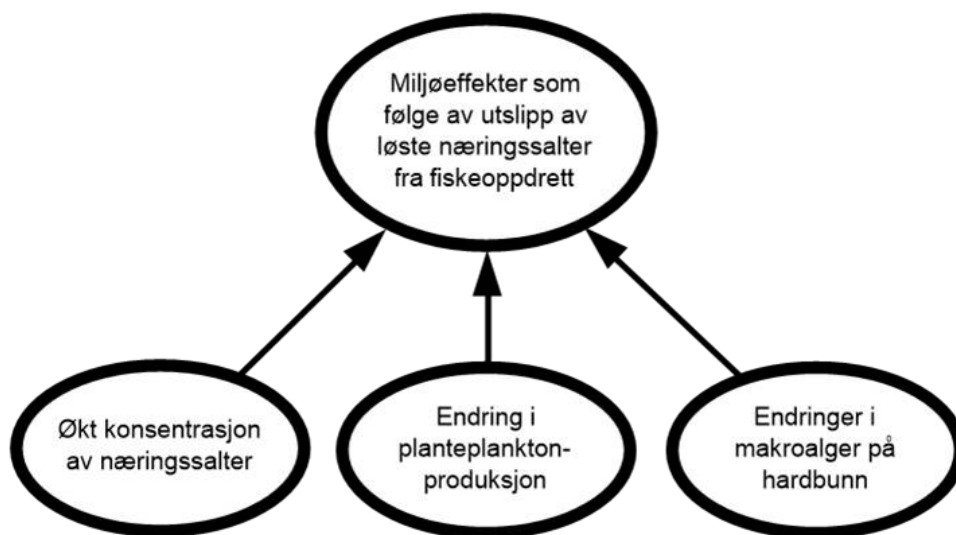 Miljøeffekter som
følge av utslipp av
løste næringssalter
fra fiskeoppdrett
Økt konsentrasjon
av næringssalter
Endring i
planteplankton-
produksjon
Endringer i
makroalger på
hardbunn